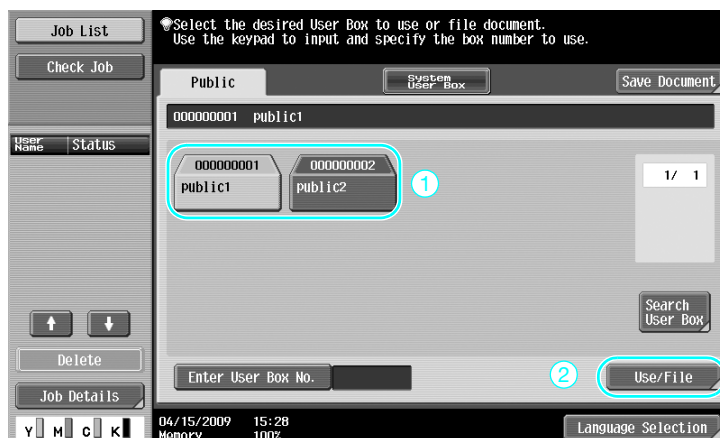 Job List
Check Job
User Name Status
Delete
Job Details
Y M C K
Select the desired User Box to use or file document.
Use the keypad to input and specify the box number to use.
Public
System User Box
Save Document
000000001 public1
000000001
public1
000000002
public2
1
1/ 1
Search
User Box
Enter User Box No.
2
Use/File
04/15/2009 15:28
Memory 100%
Language Selection